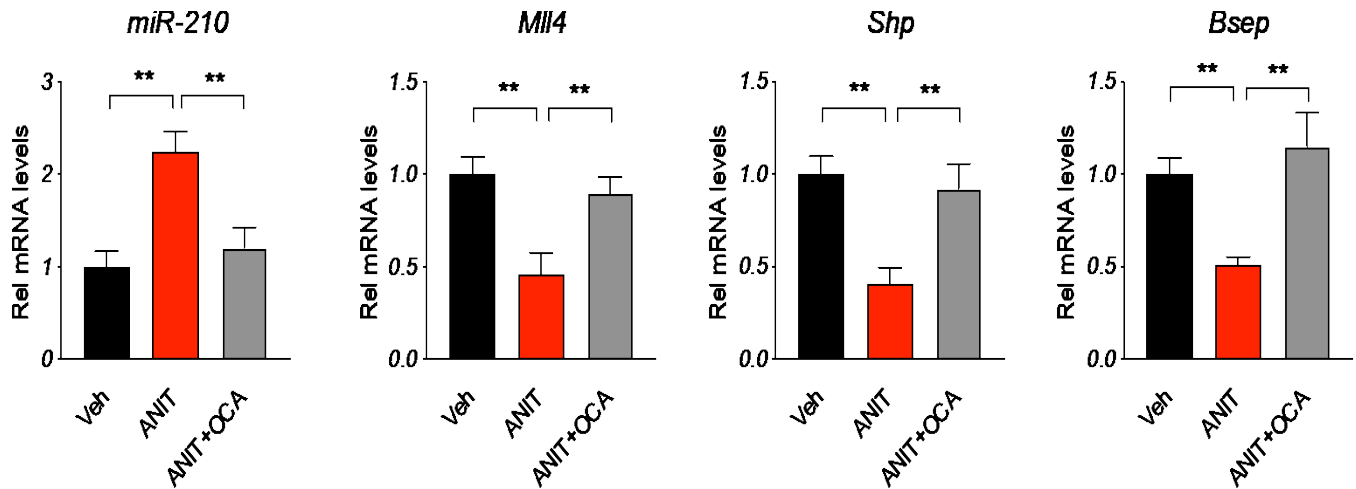 miR-210
Rel mRNA levels
3
2
1
0
** **
Veh
ANIT
ANIT+OCA
Mll4
Rel mRNA levels
1.5
1.0
0.5
0.0
** **
Veh
ANIT
ANIT+OCA
Shp
Rel mRNA levels
1.5
1.0
0.5
0.0
** **
Veh
ANIT
ANIT+OCA
Bsep
Rel mRNA levels
1.5
1.0
0.5
0.0
** **
Veh
ANIT
ANIT+OCA